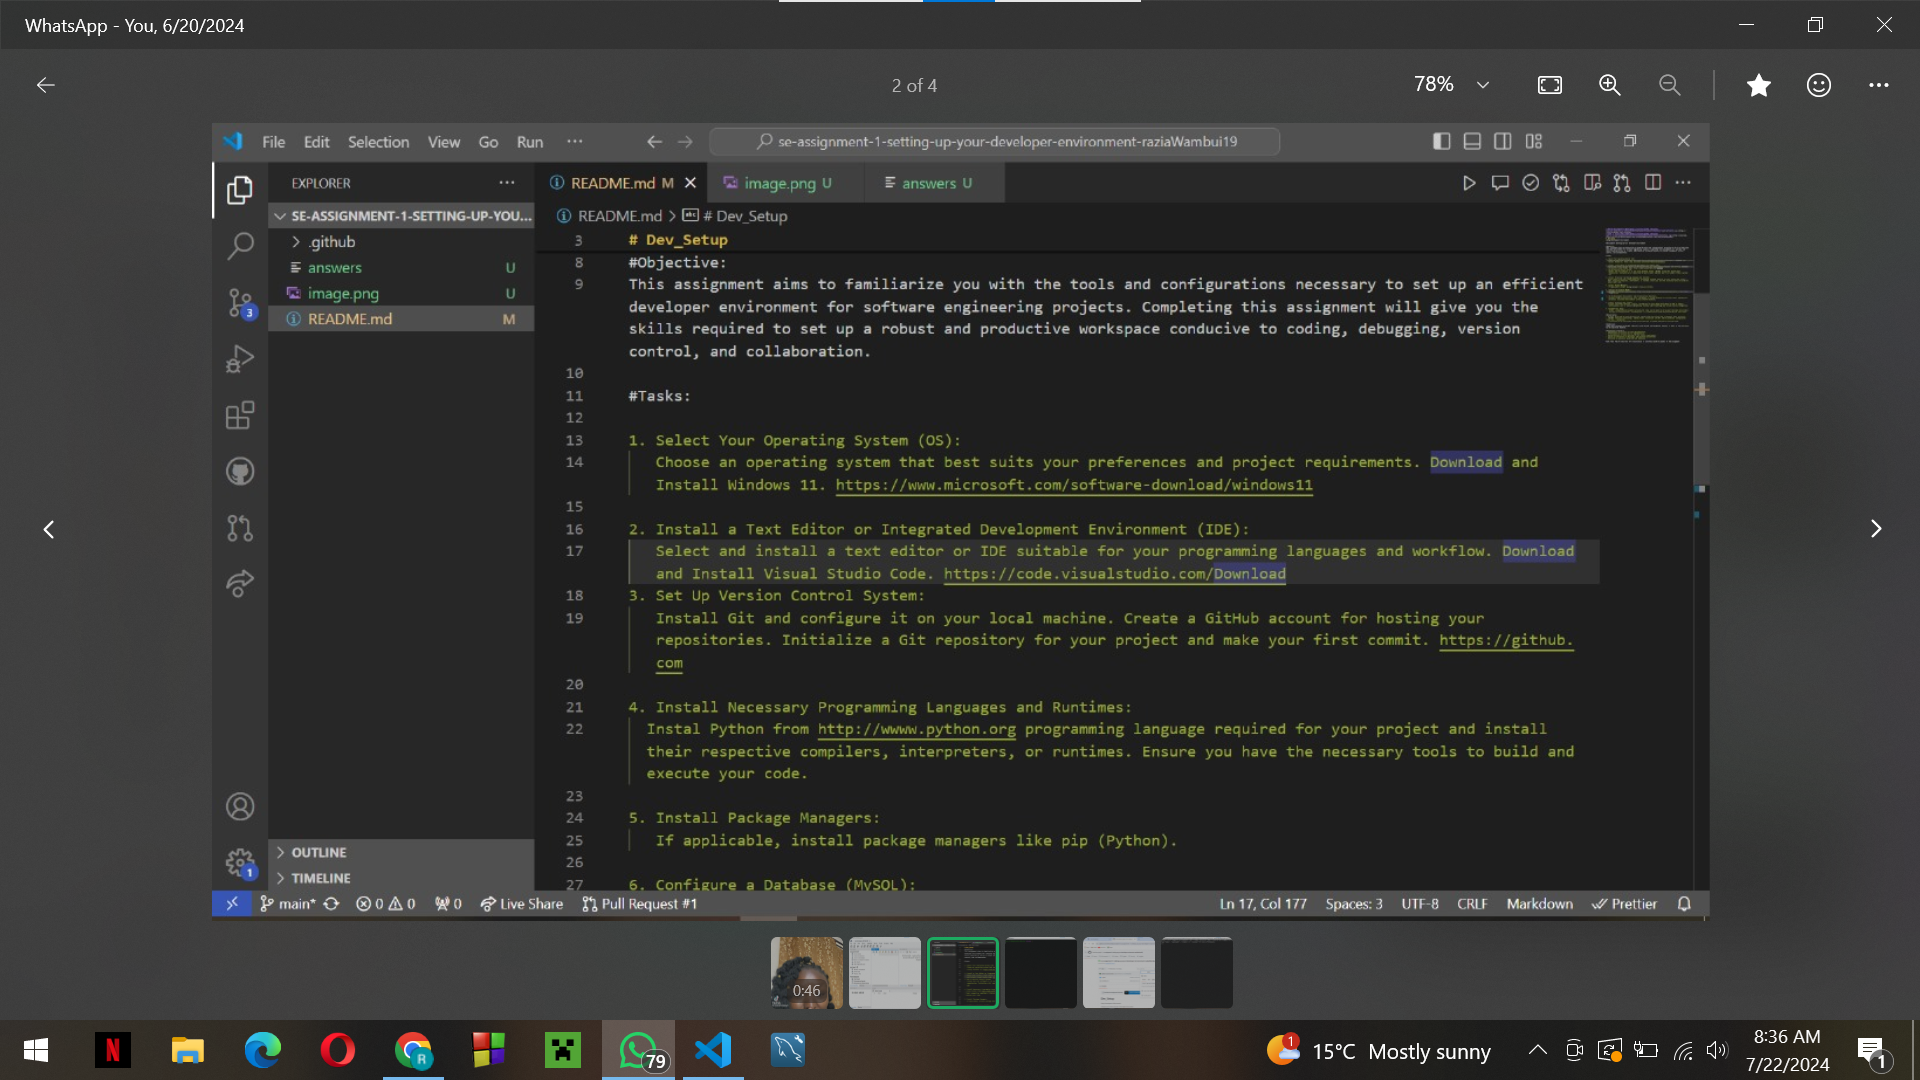 WhatsApp - You, 6/20/2024
2 of 4
78%
File Edit Selection View Go Run ···
se-assignment-1-setting-up-your-developer-environment-raziaWambui19
EXPLORER
README.md M
image.png U
answers U
SE-ASSIGNMENT-1-SETTING-UP-YOU...
README.md > # Dev_Setup
.github
answers U
image.png U
README.md M
3
1
3 # Dev_Setup
8 #Objective:
9 This assignment aims to familiarize you with the tools and configurations necessary to set up an efficient
developer environment for software engineering projects. Completing this assignment will give you the
skills required to set up a robust and productive workspace conducive to coding, debugging, version
control, and collaboration.
10
11 #Tasks:
12
13 1. Select Your Operating System (OS):
14 Choose an operating system that best suits your preferences and project requirements. Download and
Install Windows 11. https://www.microsoft.com/software-download/windows11
15
16 2. Install a Text Editor or Integrated Development Environment (IDE):
17 Select and install a text editor or IDE suitable for your programming languages and workflow. Download
and Install Visual Studio Code. https://code.visualstudio.com/Download
18 3. Set Up Version Control System:
19 Install Git and configure it on your local machine. Create a GitHub account for hosting your
repositories. Initialize a Git repository for your project and make your first commit. https://github.
com
20
21 4. Install Necessary Programming Languages and Runtimes:
22 Instal Python from http://wwww.python.org programming language required for your project and install
their respective compilers, interpreters, or runtimes. Ensure you have the necessary tools to build and
execute your code.
23
24 5. Install Package Managers:
25 If applicable, install package managers like pip (Python).
26
27 6. Configure a Database (MySQL):
OUTLINE
TIMELINE
main* 0 0 0 Live Share Pull Request #1 Ln 17, Col 177 Spaces: 3 UTF-8 CRLF Markdown Prettier
0:46
N
R
79
1
15°C Mostly sunny
8:36 AM
7/22/2024
1